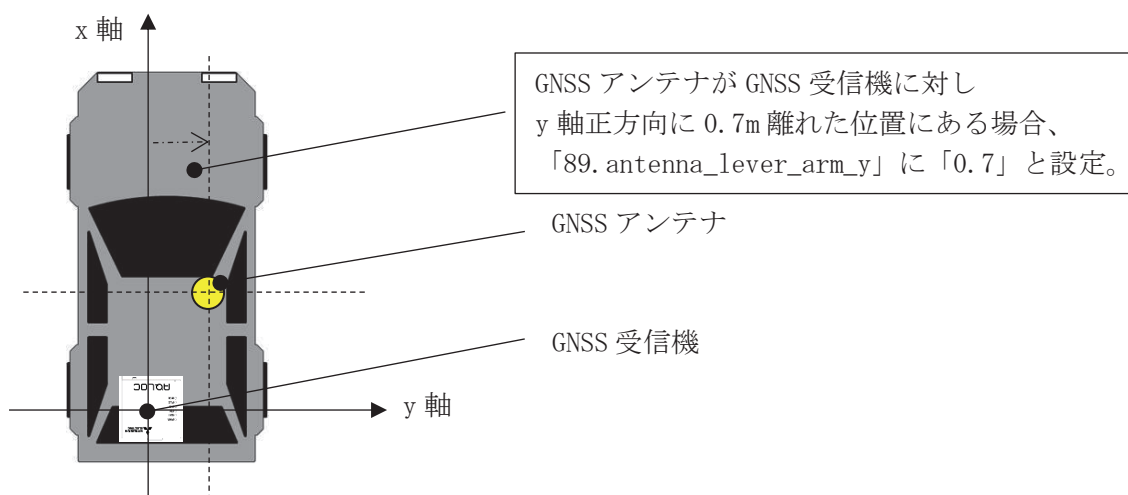 x 軸
GNSS アンテナが GNSS 受信機に対し
y 軸正方向に 0.7m 離れた位置にある場合、
「89.antenna_lever_arm_y」に「0.7」と設定。
GNSS アンテナ
GNSS 受信機
y 軸
AQLOC